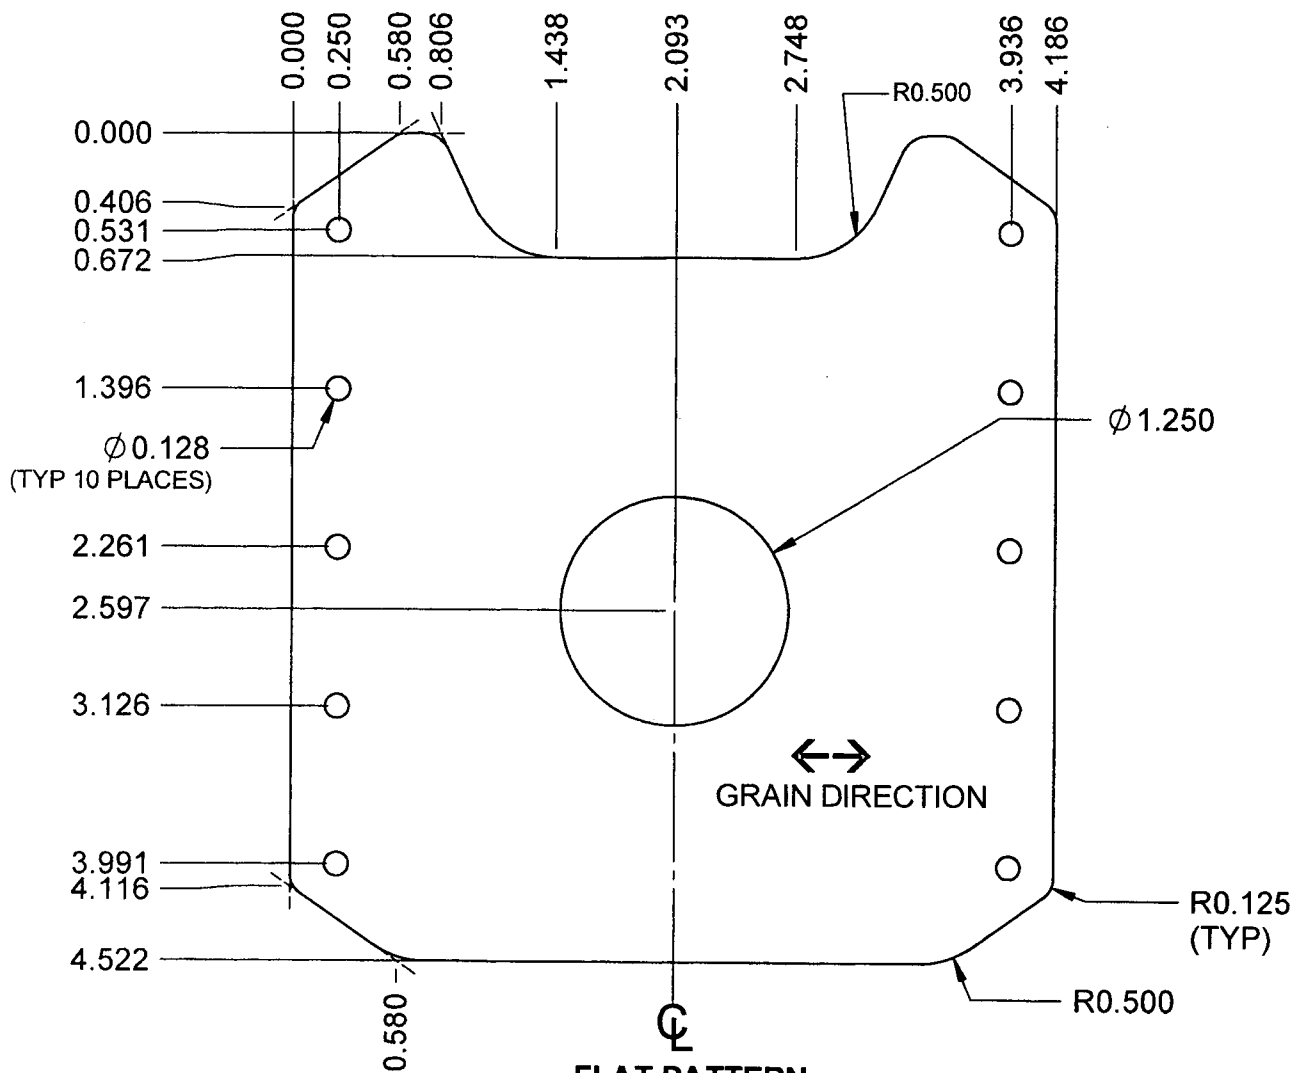 0.000
0.250
0.580
0.806
1.438
2.093
2.748
3.936
4.186
R0.500
0.000
0.406
0.531
0.672
1.396
Ø 0.128
(TYP 10 PLACES)
Ø 1.250
2.261
2.597
3.126
GRAIN DIRECTION
3.991
4.116
R0.125
(TYP)
4.522
R0.500
0.580
CL
FLAT PATTERN